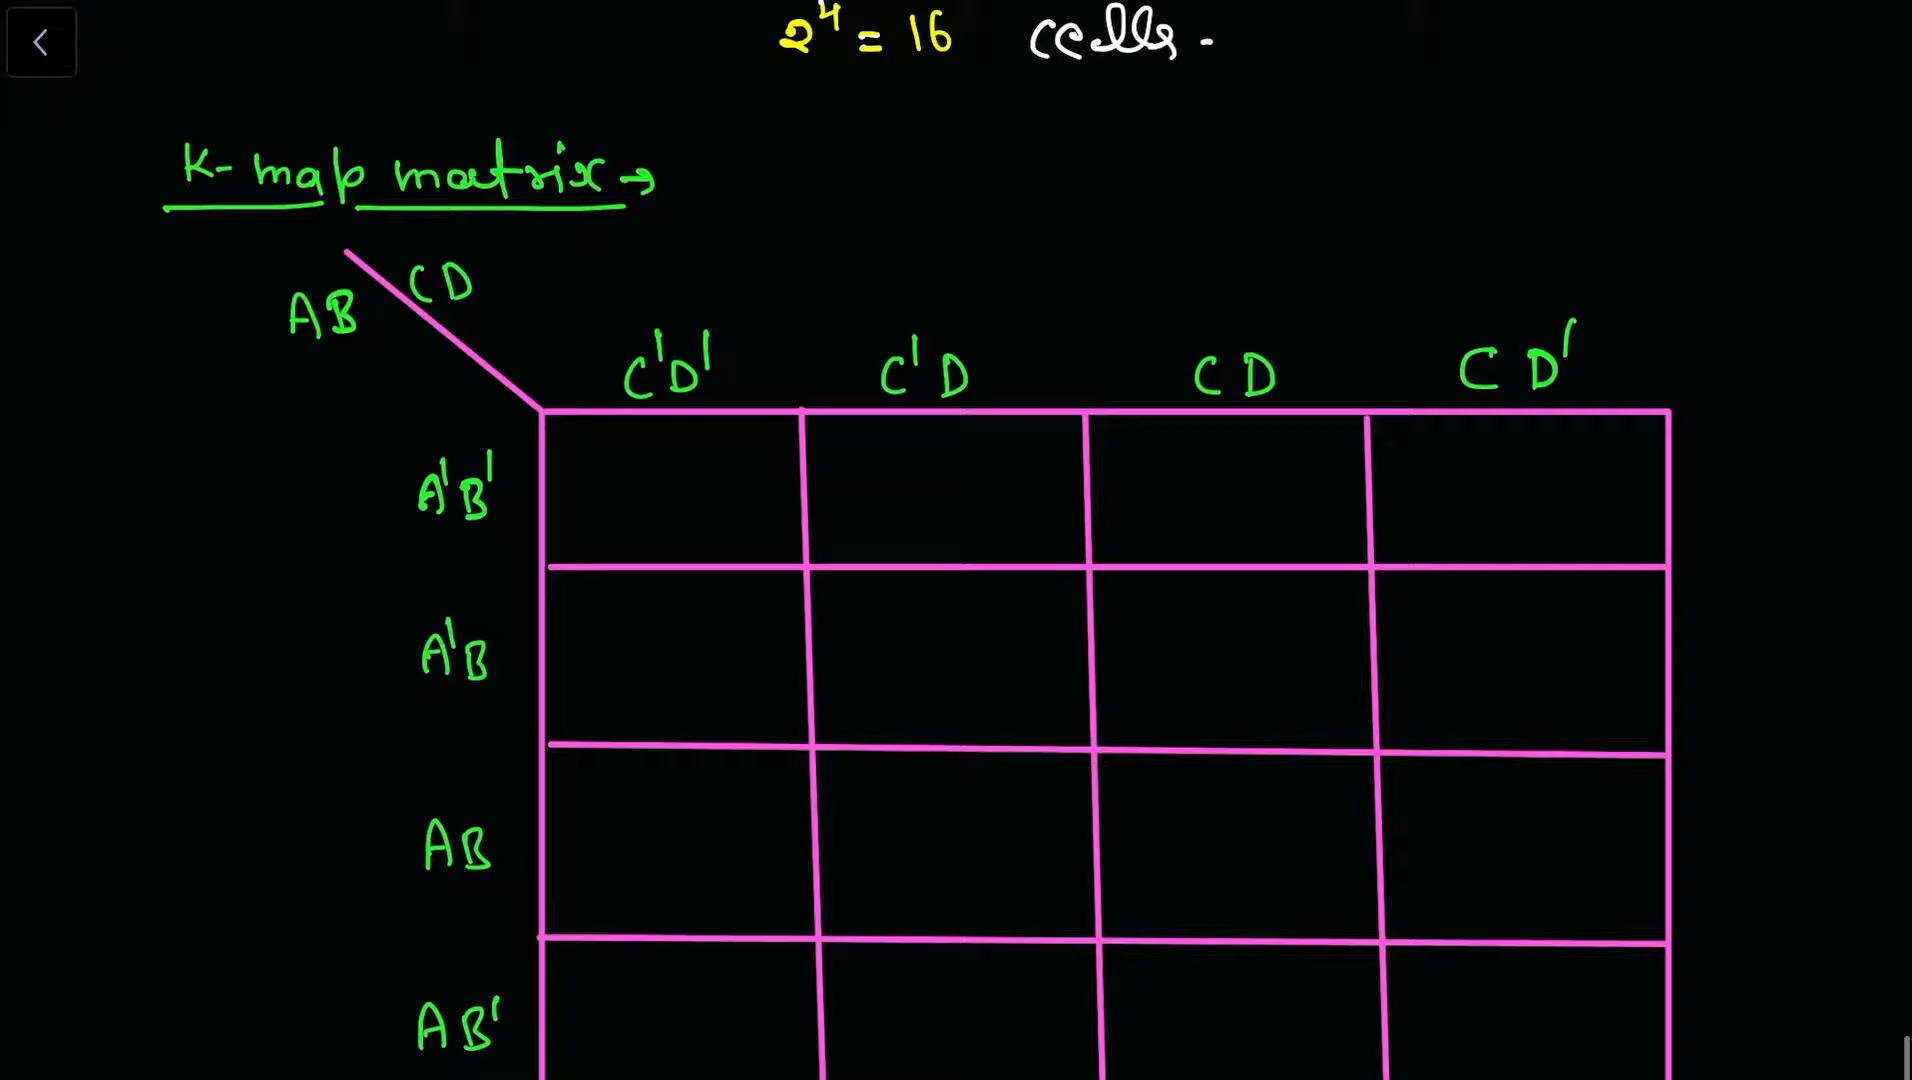 2⁴ = 16 cells.
K-map matrix →
AB CD
C'D' C'D CD CD'
A'B'
A'B
AB
AB'